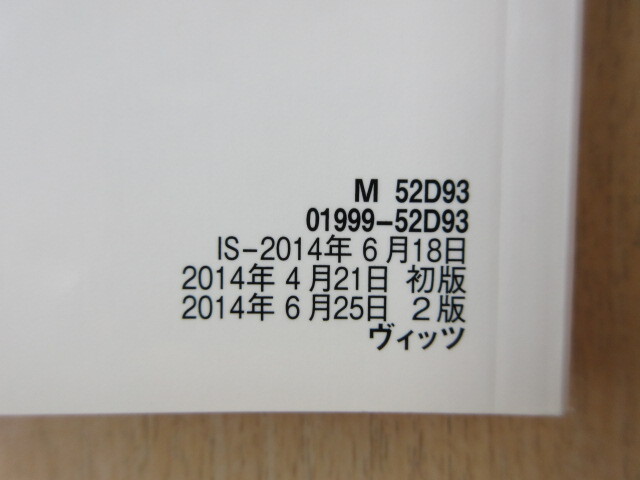 M 52D93
01999-52D93
IS-2014年 6月18日
2014年 4月21日 初版
2014年 6月25日 2版
ヴィッツ